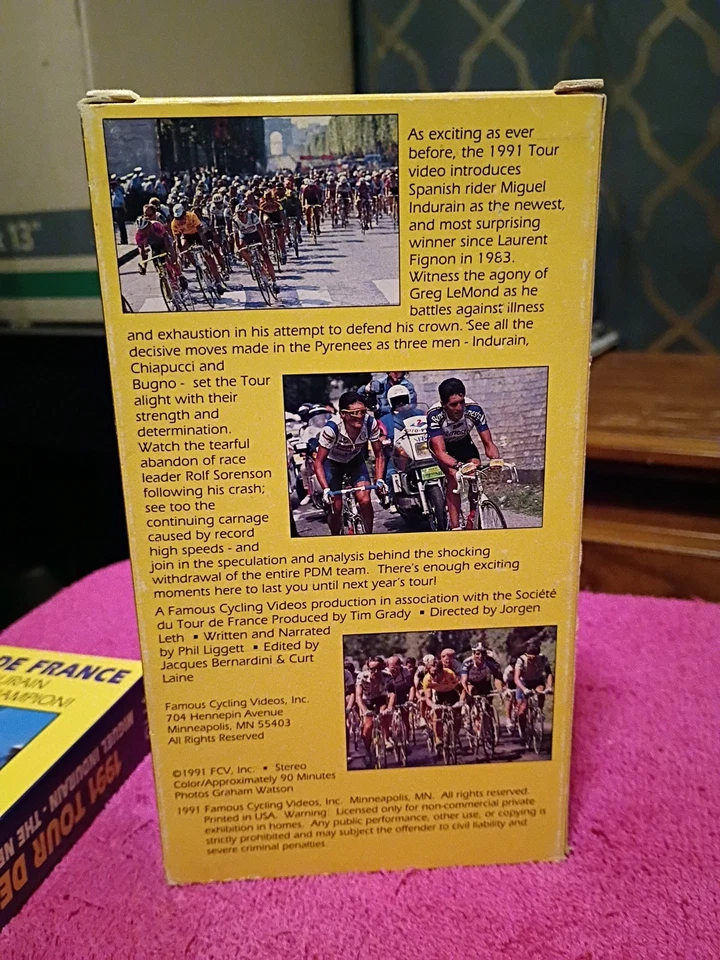 As exciting as ever
before, the 1991 Tour
video introduces
Spanish rider Miguel
Indurain as the newest,
and most surprising
winner since Laurent
Fignon in 1983.
Witness the agony of
Greg LeMond as he
battles against illness
and exhaustion in his attempt to defend his crown. See all the
decisive moves made in the Pyrenees as three men - Indurain,
Chiapucci and
Bugno - set the Tour
alight with their
strength and
determination.
Watch the tearful
abandon of race
leader Rolf Sorenson
following his crash;
see too the
continuing carnage
caused by record
high speeds - and
join in the speculation and analysis behind the shocking
withdrawal of the entire PDM team. There's enough exciting
moments here to last you until next year's tour!
A Famous Cycling Videos production in association with the Société
du Tour de France Produced by Tim Grady ▪ Directed by Jorgen
Leth ▪ Written and Narrated
by Phil Liggett ▪ Edited by
Jacques Bernardini & Curt
Laine
Famous Cycling Videos, Inc.
704 Hennepin Avenue
Minneapolis, MN 55403
All Rights Reserved
©1991 FCV, Inc. • Stereo
Color/Approximately 90 Minutes
Photos Graham Watson
1991 Famous Cycling Videos, Inc. Minneapolis, MN. All rights reserved.
Printed in USA. Warning: Licensed only for non-commercial private
exhibition in homes. Any public performance, other use, or copying is
strictly prohibited and may subject the offender to civil liability and
severe criminal penalties.
DE FRANCE
URAIN
HAMPION!
1991 TOUR DE
MIGUEL INDURAIN - THE NE
13"